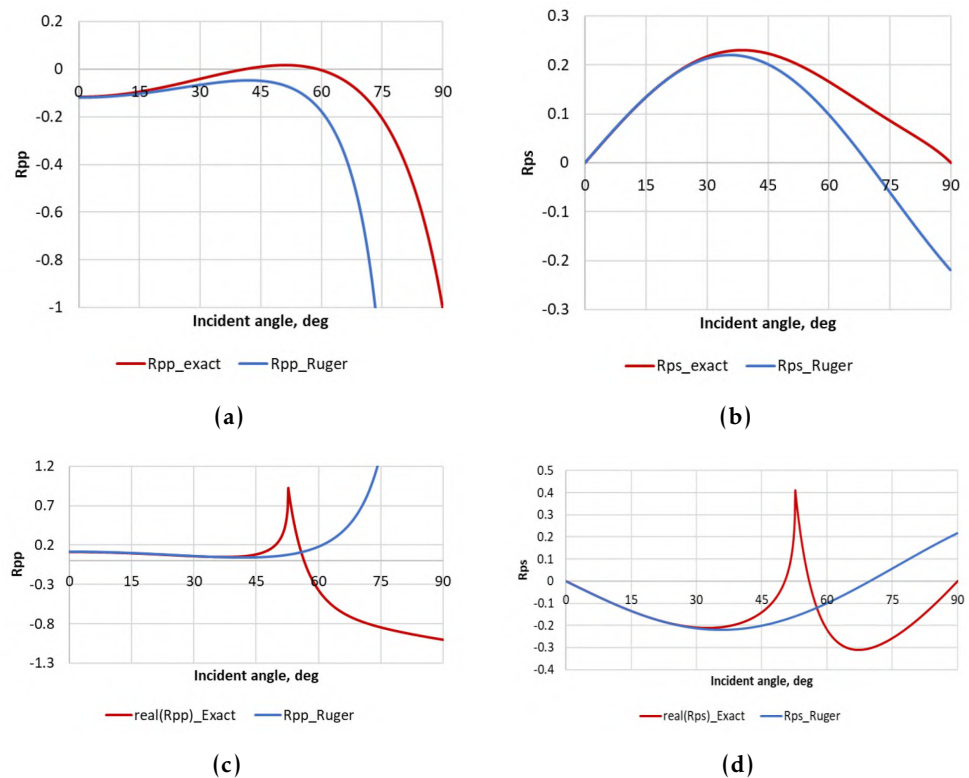 0.2
0
-0.2
-0.4
-0.6
-0.8
-1
0 15 30 45 60 75 90
Rpp
Incident angle, deg
Rpp_exact Rpp_Ruger
(a)
0.3
0.2
0.1
0
-0.1
-0.2
-0.3
0 15 30 45 60 75 90
Rps
Incident angle, deg
Rps_exact Rps_Ruger
(b)
1.2
0.7
0.2
-0.3
-0.8
-1.3
0 15 30 45 60 75 90
Rpp
Incident angle, deg
real(Rpp)_Exact Rpp_Ruger
(c)
0.5
0.4
0.3
0.2
0.1
0
-0.1
-0.2
-0.3
-0.4
0 15 30 45 60 75 90
Rps
Incident angle, deg
real(Rps)_Exact Rps_Ruger
(d)